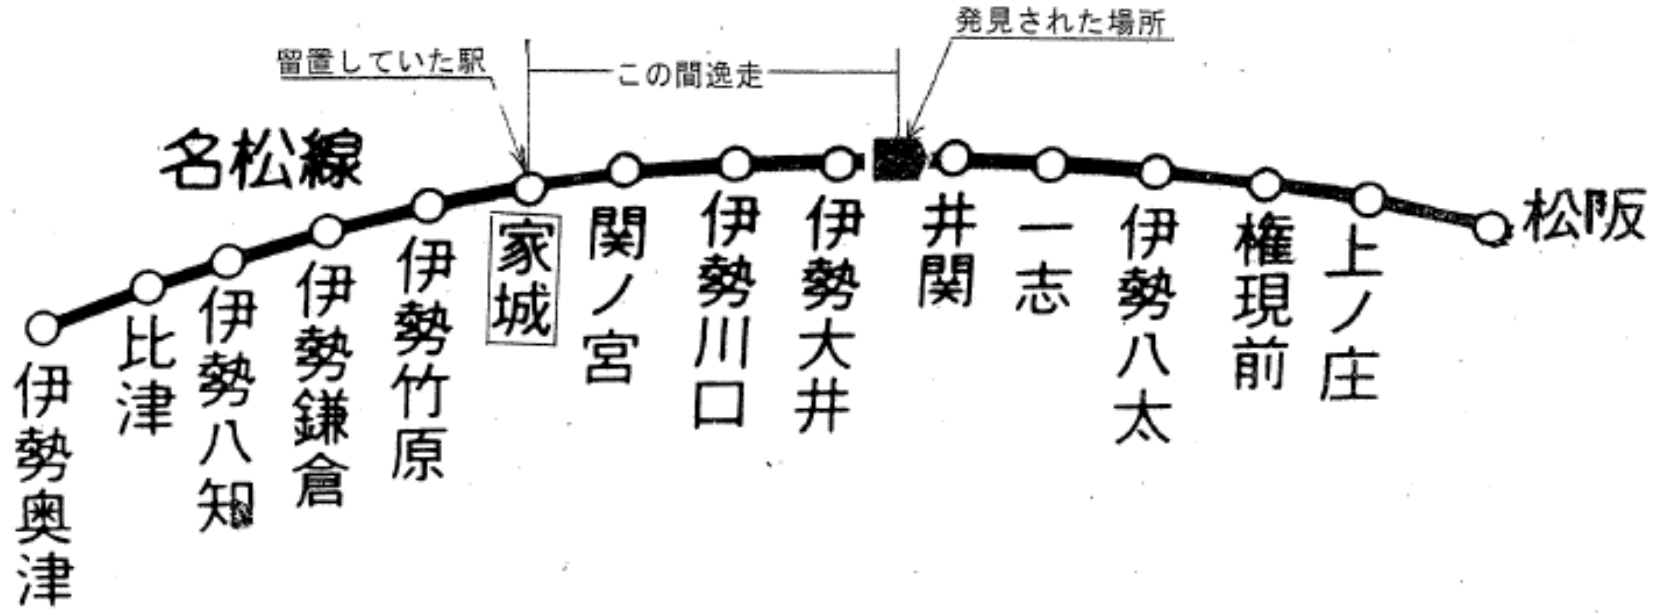 発見された場所
留置していた駅
この間逸走
名松線
伊勢奥津
比津
伊勢八知
伊勢鎌倉
伊勢竹原
家城
関ノ宮
伊勢川口
伊勢大井
井関
一志
伊勢八太
権現前
上ノ庄
松阪